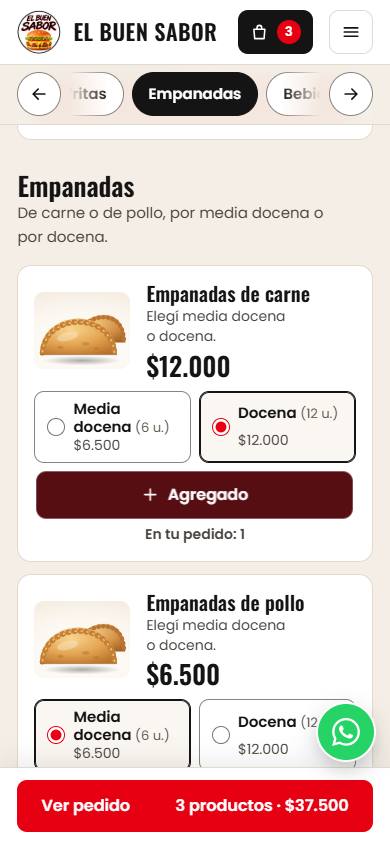 EL BUEN SABOR
EL BUEN SABOR
3
ritas
Empanadas
Bebi
Empanadas
De carne o de pollo, por media docena o
por docena.
Empanadas de carne
Elegí media docena
o docena.
$12.000
Media
docena (6 u.)
$6.500
Docena (12 u.)
$12.000
+ Agregado
En tu pedido: 1
Empanadas de pollo
Elegí media docena
o docena.
$6.500
Media
docena (6 u.)
$6.500
Docena (12
$12.000
Ver pedido
3 productos · $37.500